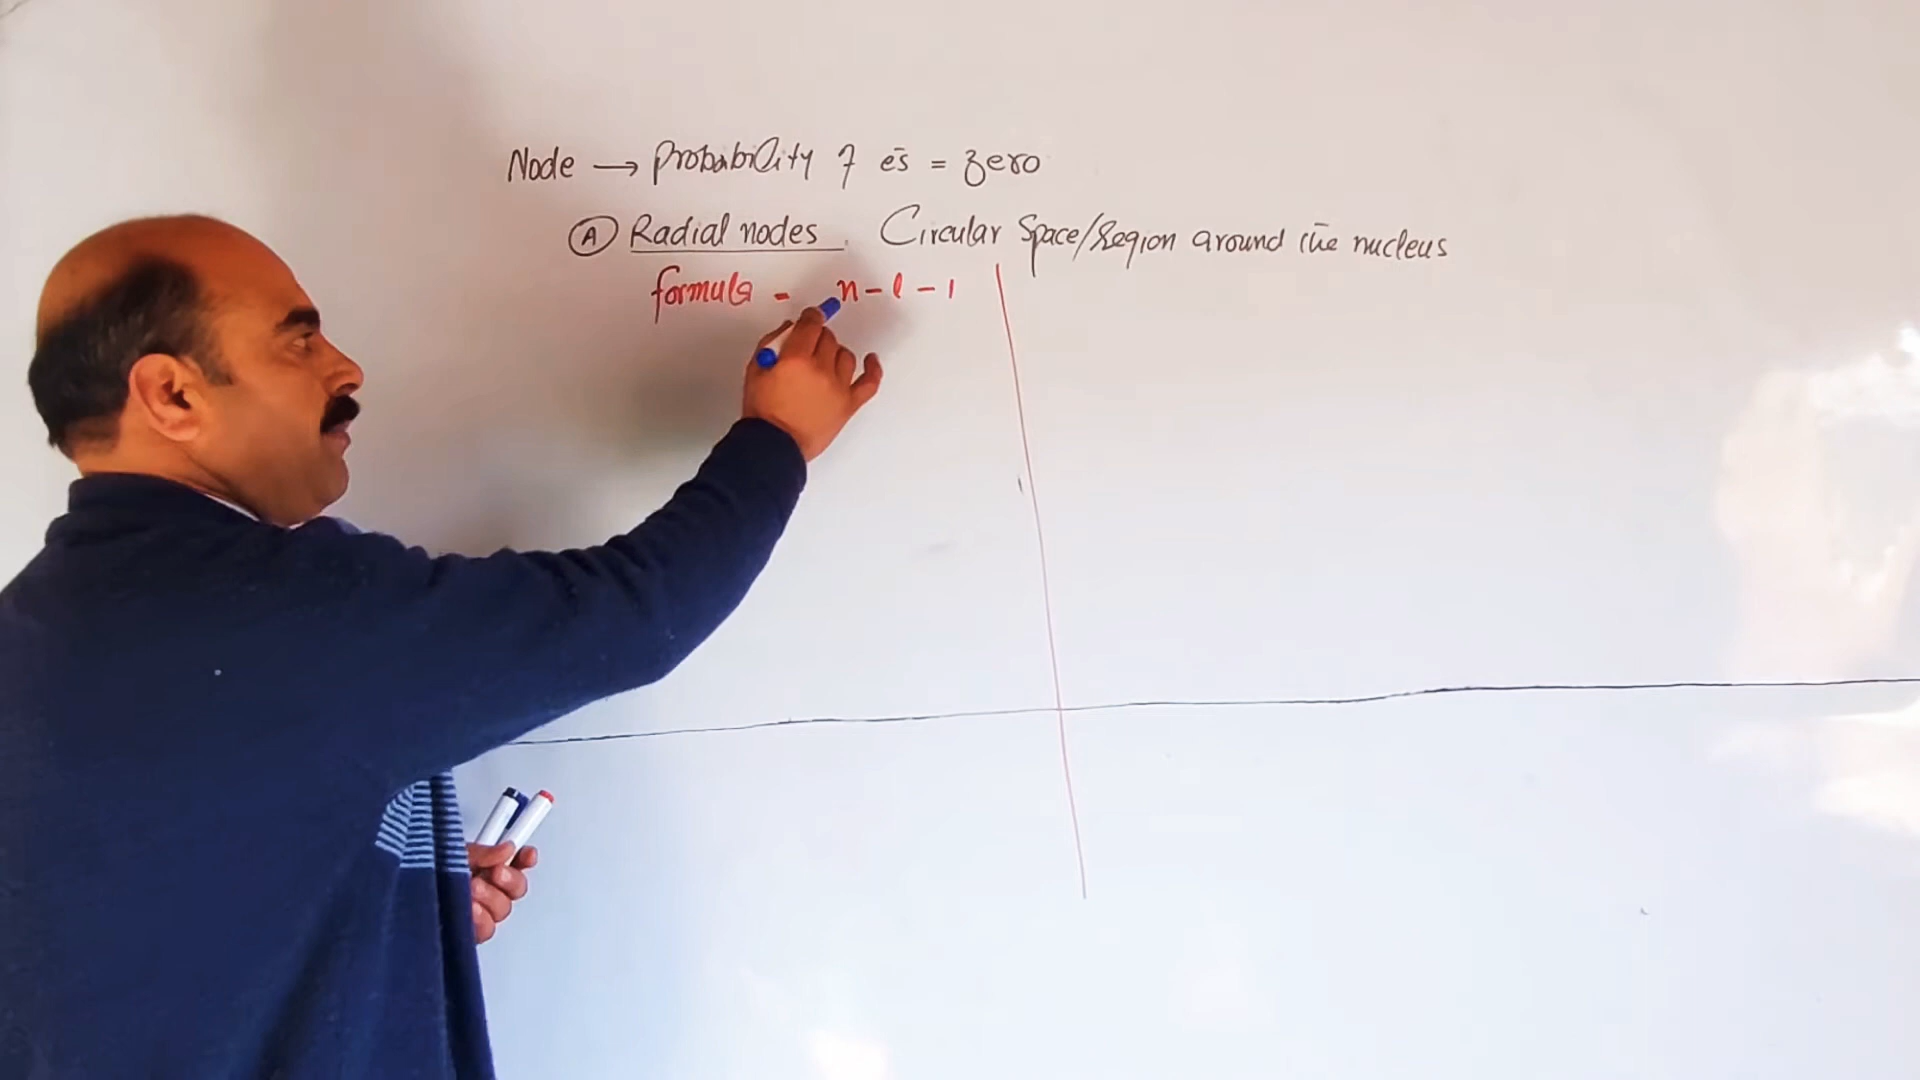 Node → Probability of ēs = zero
Ⓐ Radial nodes. Circular Space/Region around the nucleus
formula - n-l-1